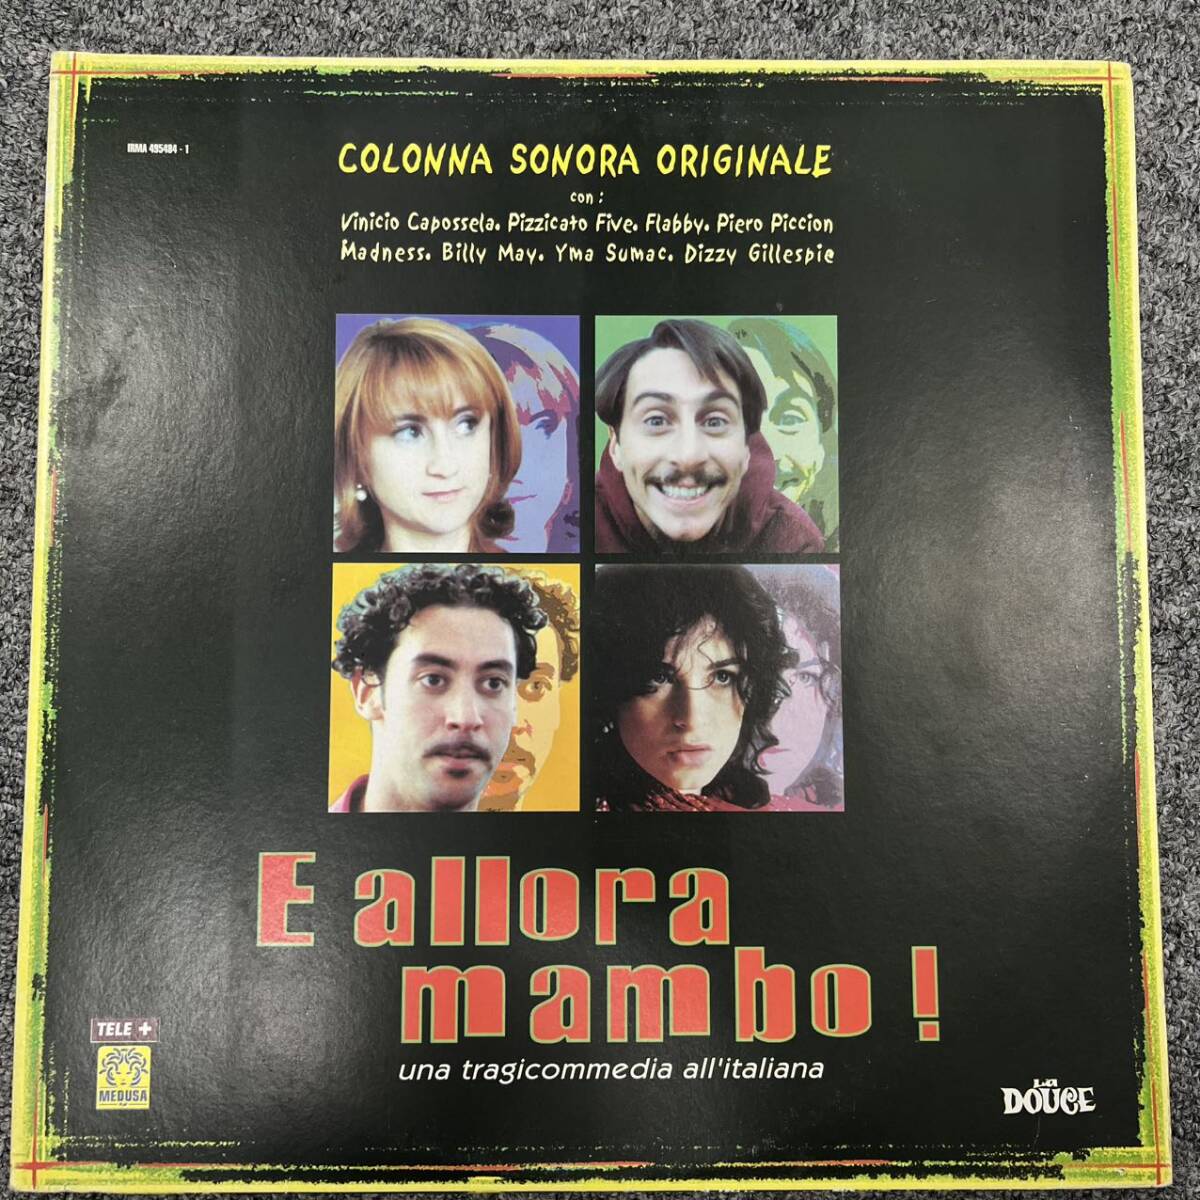 IRMA 495484 - 1
COLONNA SONORA ORIGINALE
con:
Vinicio Capossela. Pizzicato Five. Flabby. Piero Piccion
Madness. Billy May. Yma Sumac. Dizzy Gillespie
E allora
mambo!
una tragicommedia all'italiana
TELE +
MEDUSA
La
DOUCE